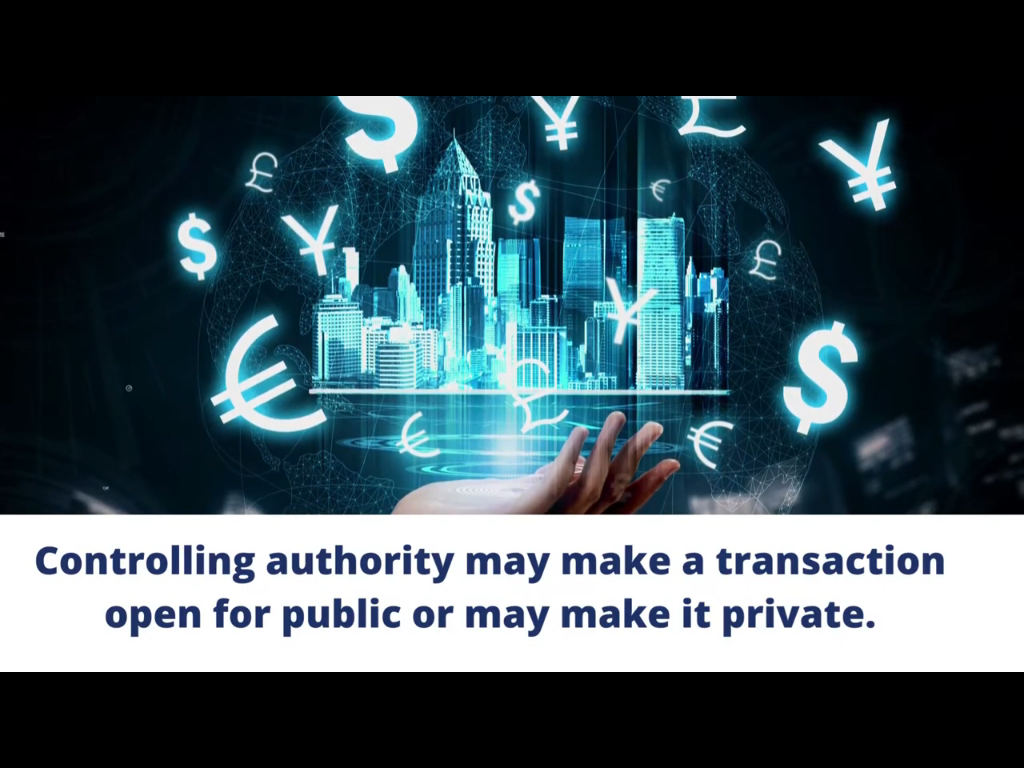 Controlling authority may make a transaction
open for public or may make it private.